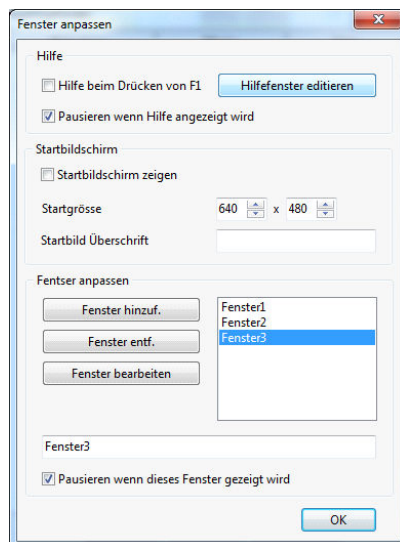 Fenster anpassen
Hilfe
Hilfe beim Drücken von F1
Hilfefenster editieren
Pausieren wenn Hilfe angezeigt wird
Startbildschirm
Startbildschirm zeigen
Startgrösse 640 x 480
Startbild Überschrift
Fentser anpassen
Fenster hinzuf.
Fenster entf.
Fenster bearbeiten
Fenster1
Fenster2
Fenster3
Fenster3
Pausieren wenn dieses Fenster gezeigt wird
OK